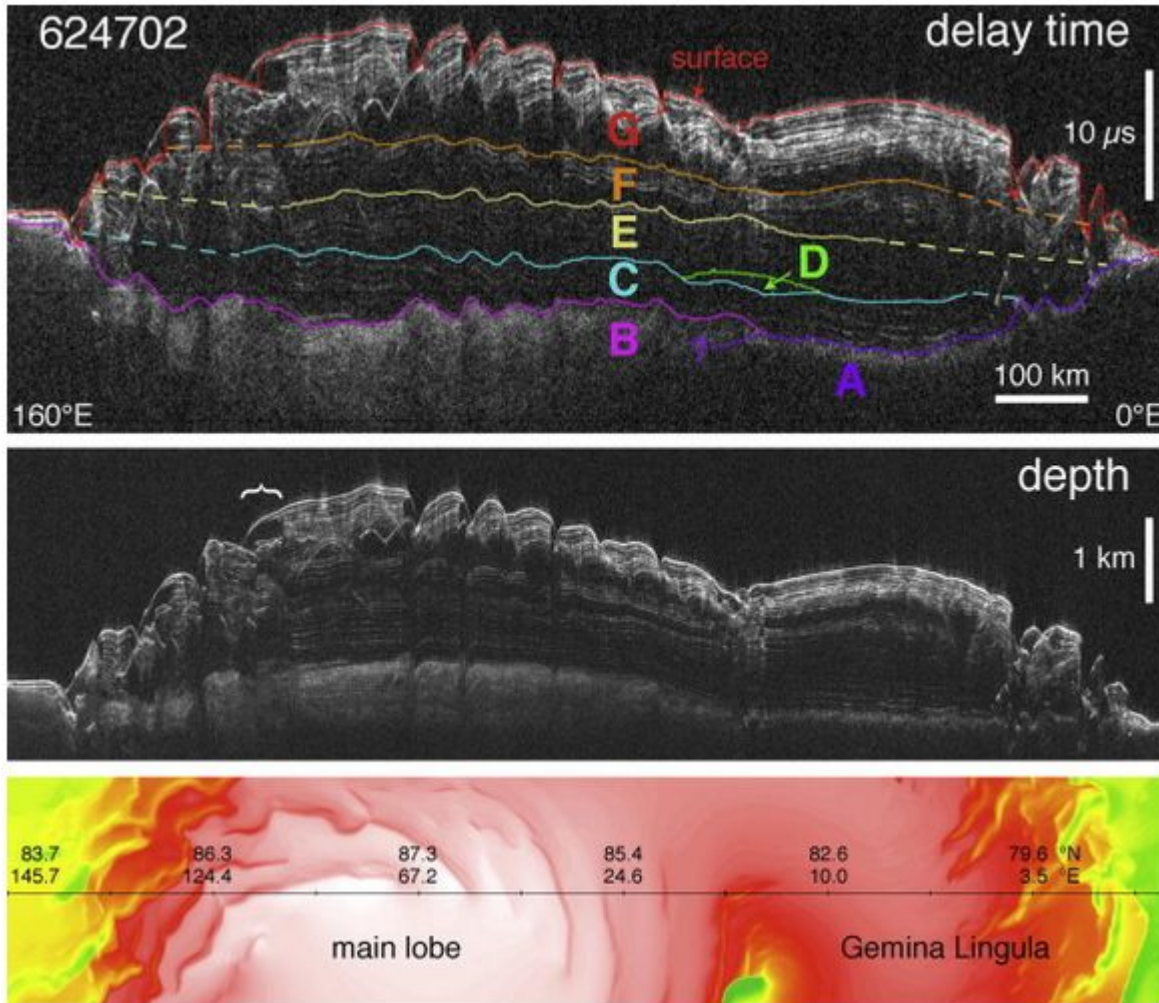 624702
delay time
surface
G
10 µs
F
E
D
C
B
A
100 km
160°E
0°E
depth
1 km
83.7 86.3 87.3 85.4 82.6 79.6 °N
145.7 124.4 67.2 24.6 10.0 3.5 °E
main lobe
Gemina Lingula